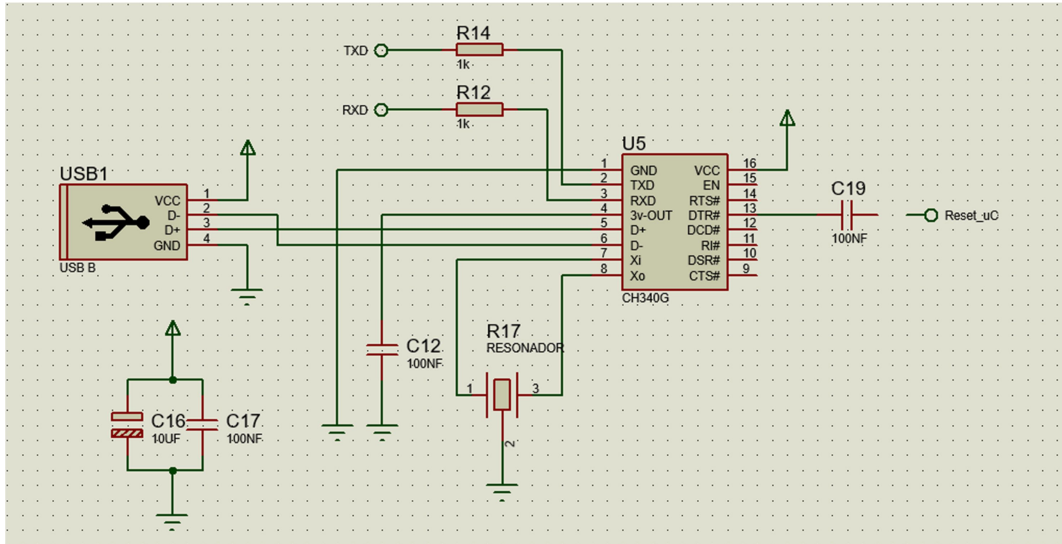 R14
TXD
1k
R12
RXD
1k
U5
USB1
VCC 1
D- 2
D+ 3
GND 4
USB B
1 GND VCC 16
2 TXD EN 15
3 RXD RTS# 14
4 3v-OUT DTR# 13
5 D+ DCD# 12
6 D- RI# 11
7 Xi DSR# 10
8 Xo CTS# 9
CH340G
C19
100NF
Reset_uC
R17
RESONADOR
1
3
2
C12
100NF
C16
10UF
C17
100NF